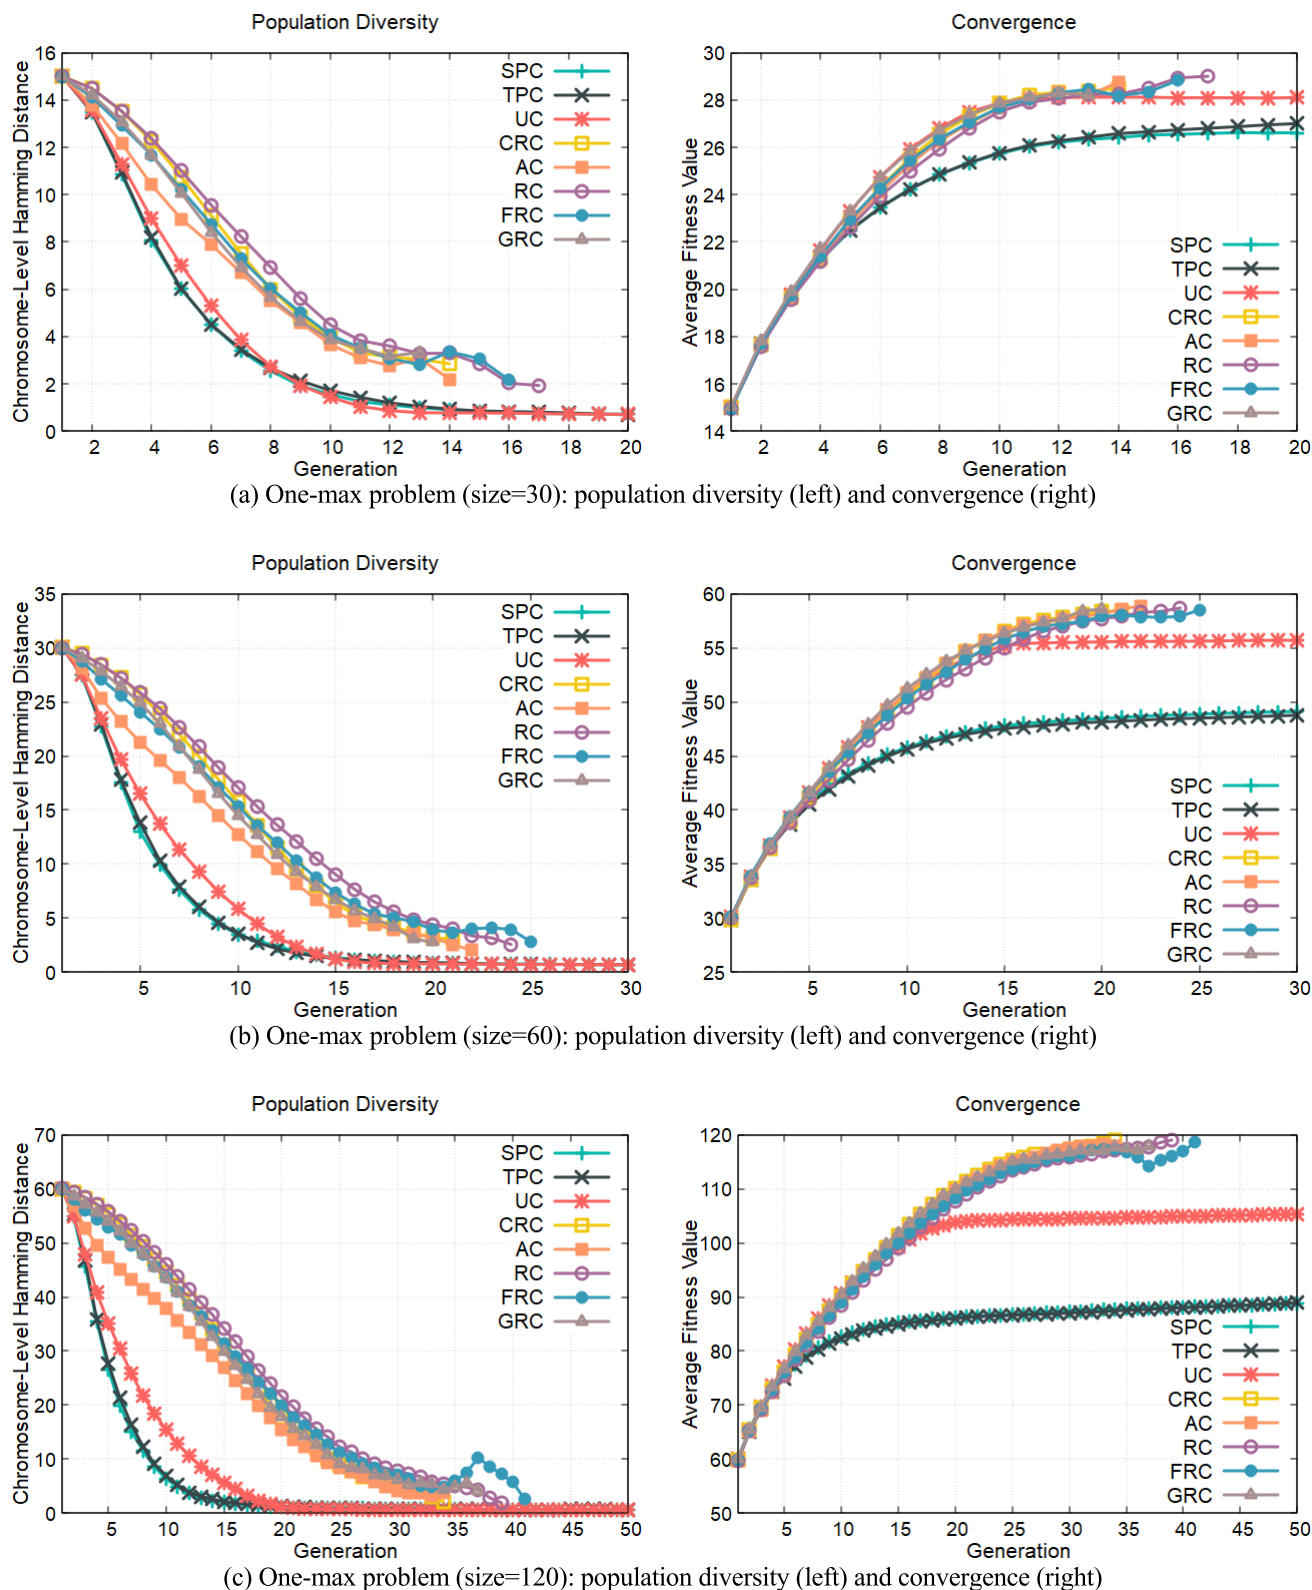 Population Diversity
Chromosome-Level Hamming Distance
16
14
12
10
8
6
4
2
0
SPC
TPC
UC
CRC
AC
RC
FRC
GRC
2 4 6 8 10 12 14 16 18 20
Generation
Convergence
Average Fitness Value
30
28
26
24
22
20
18
16
14
SPC
TPC
UC
CRC
AC
RC
FRC
GRC
2 4 6 8 10 12 14 16 18 20
Generation
(a) One-max problem (size=30): population diversity (left) and convergence (right)
Population Diversity
Chromosome-Level Hamming Distance
35
30
25
20
15
10
5
0
SPC
TPC
UC
CRC
AC
RC
FRC
GRC
5 10 15 20 25 30
Generation
Convergence
Average Fitness Value
60
55
50
45
40
35
30
25
SPC
TPC
UC
CRC
AC
RC
FRC
GRC
5 10 15 20 25 30
Generation
(b) One-max problem (size=60): population diversity (left) and convergence (right)
Population Diversity
Chromosome-Level Hamming Distance
70
60
50
40
30
20
10
0
SPC
TPC
UC
CRC
AC
RC
FRC
GRC
5 10 15 20 25 30 35 40 45 50
Generation
Convergence
Average Fitness Value
120
110
100
90
80
70
60
50
SPC
TPC
UC
CRC
AC
RC
FRC
GRC
5 10 15 20 25 30 35 40 45 50
Generation
(c) One-max problem (size=120): population diversity (left) and convergence (right)